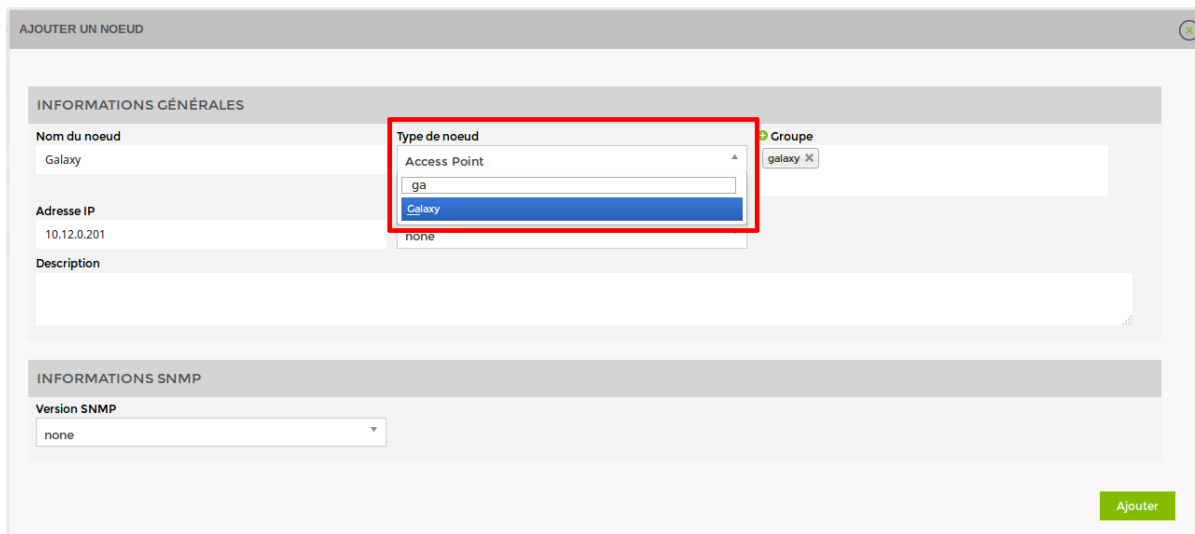 AJOUTER UN NOEUD
INFORMATIONS GÉNÉRALES
Nom du noeud
Type de noeud
Groupe
Galaxy
Access Point
galaxy
ga
Galaxy
Adresse IP
10.12.0.201
none
Description
INFORMATIONS SNMP
Version SNMP
none
Ajouter